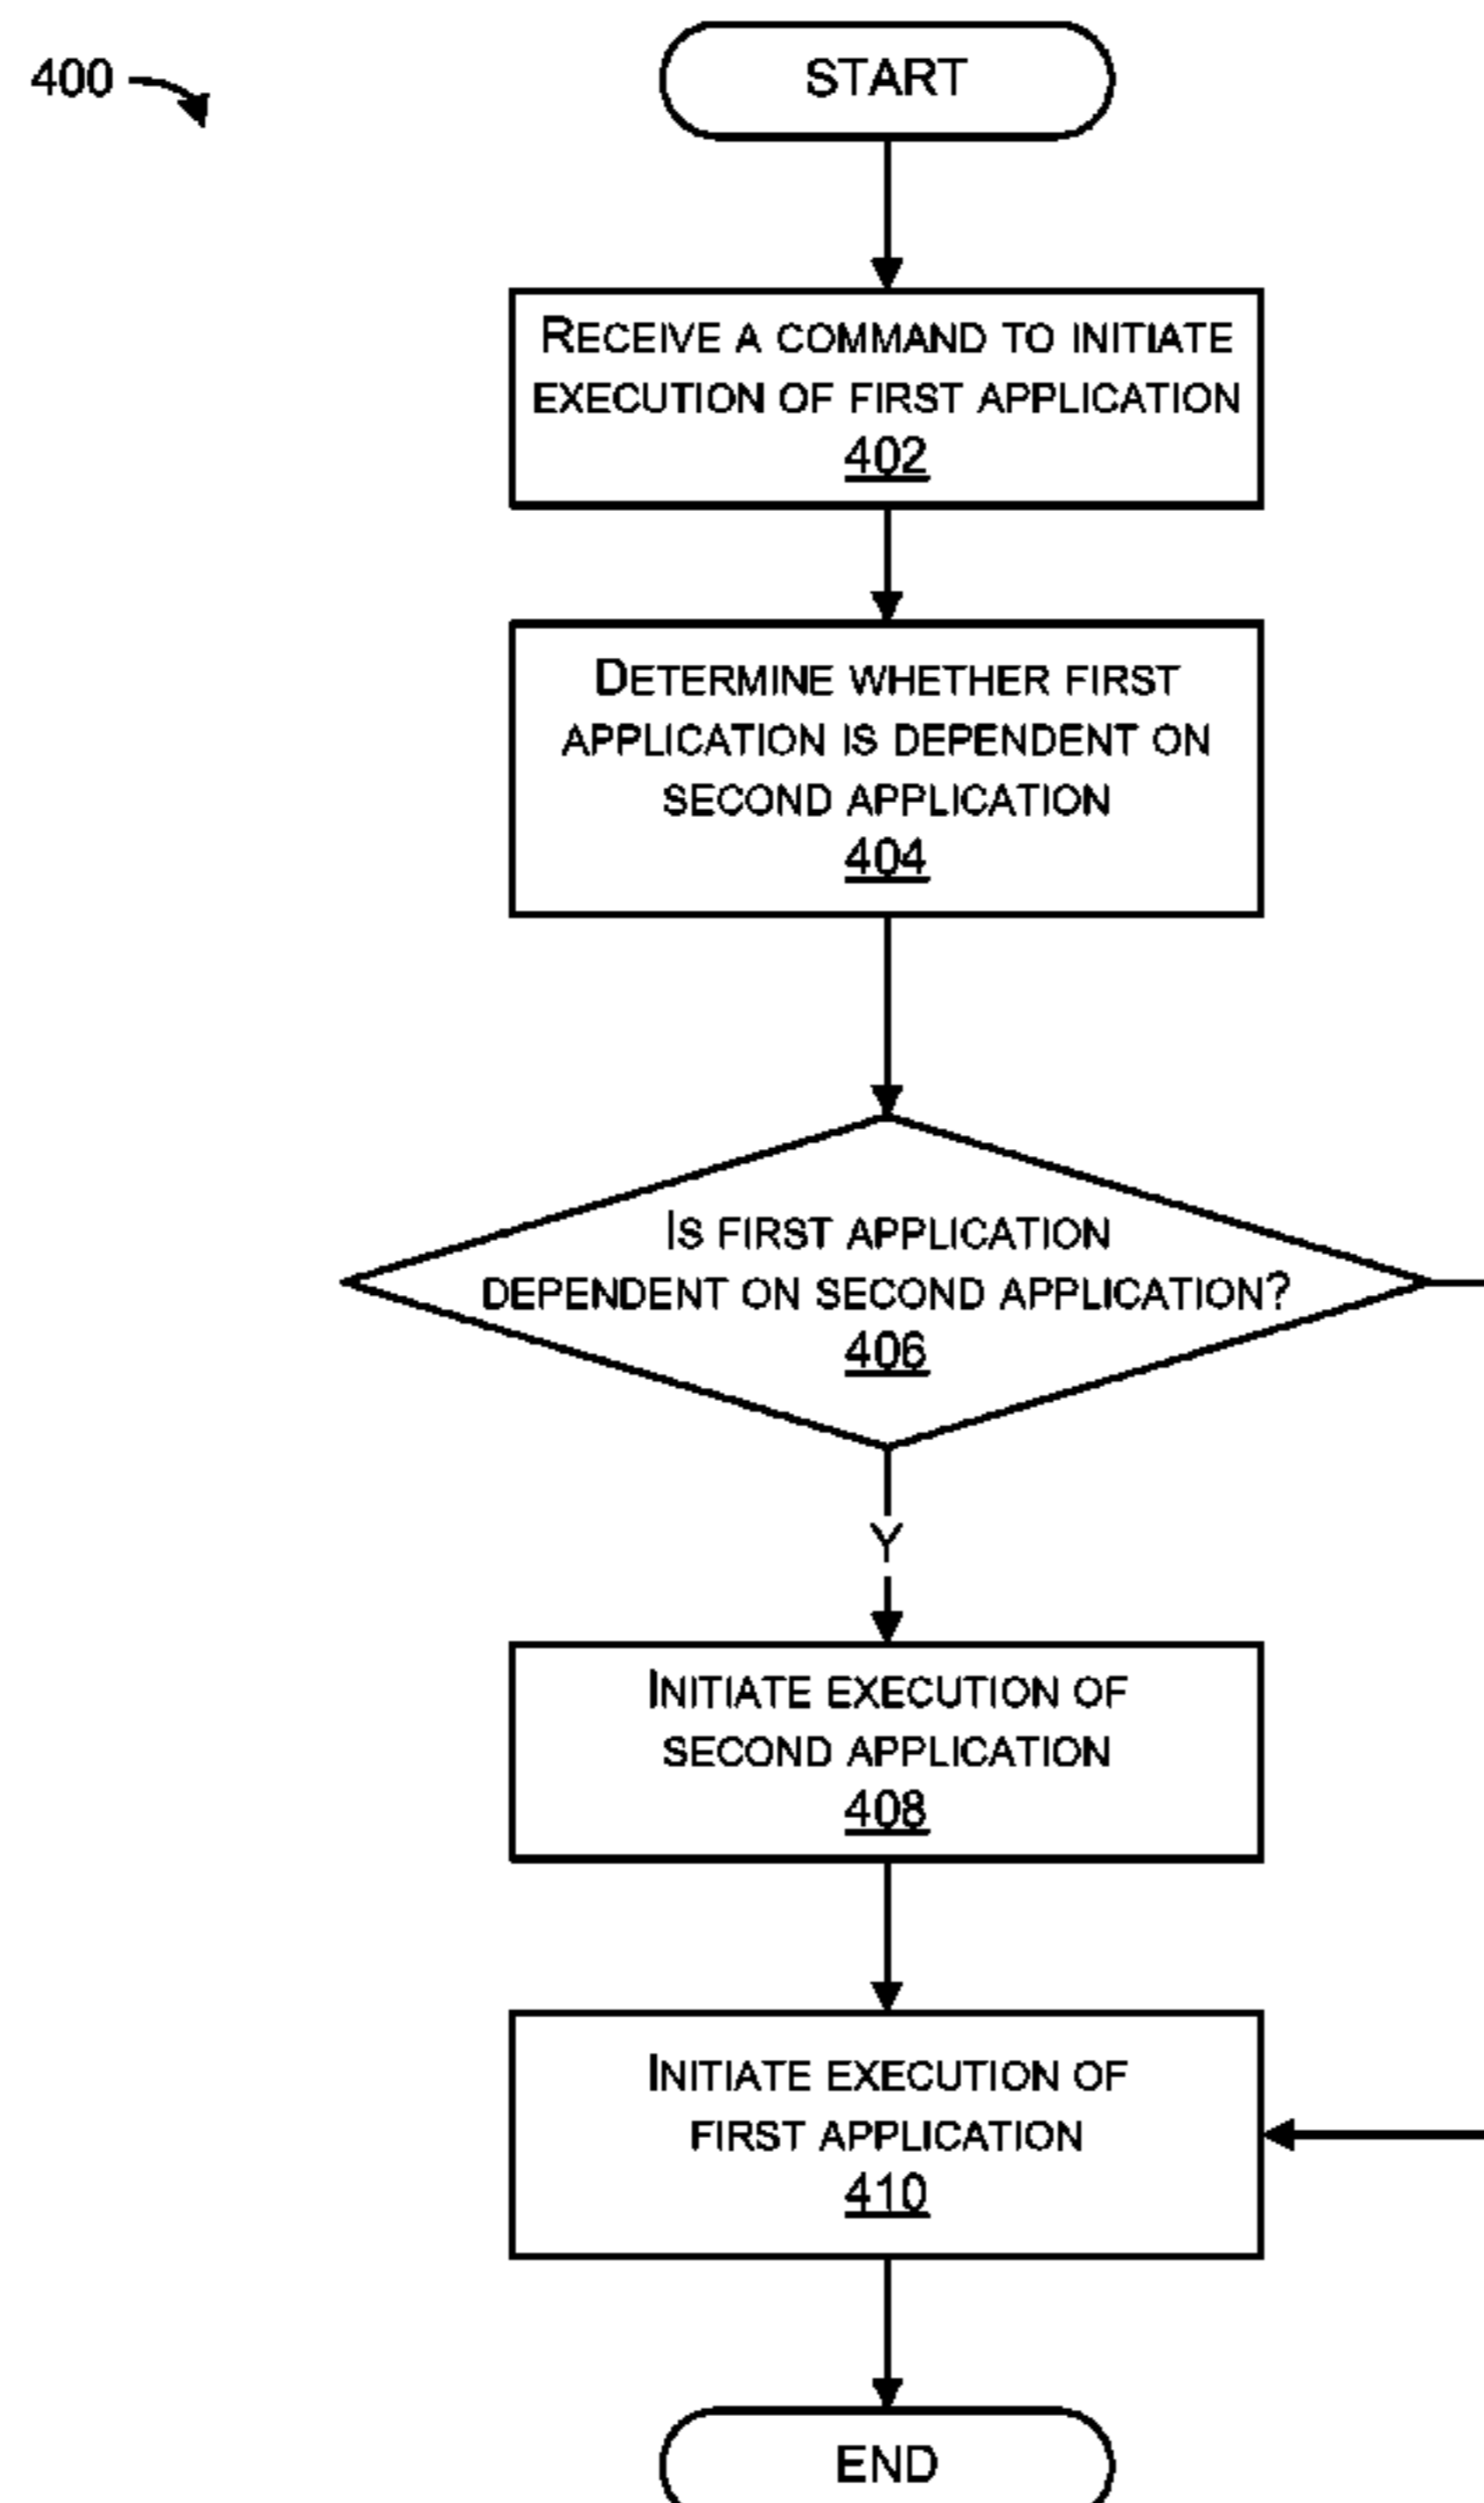 400
START
RECEIVE A COMMAND TO INITIATE
EXECUTION OF FIRST APPLICATION
402
DETERMINE WHETHER FIRST
APPLICATION IS DEPENDENT ON
SECOND APPLICATION
404
IS FIRST APPLICATION
DEPENDENT ON SECOND APPLICATION?
406
Y
INITIATE EXECUTION OF
SECOND APPLICATION
408
INITIATE EXECUTION OF
FIRST APPLICATION
410
END